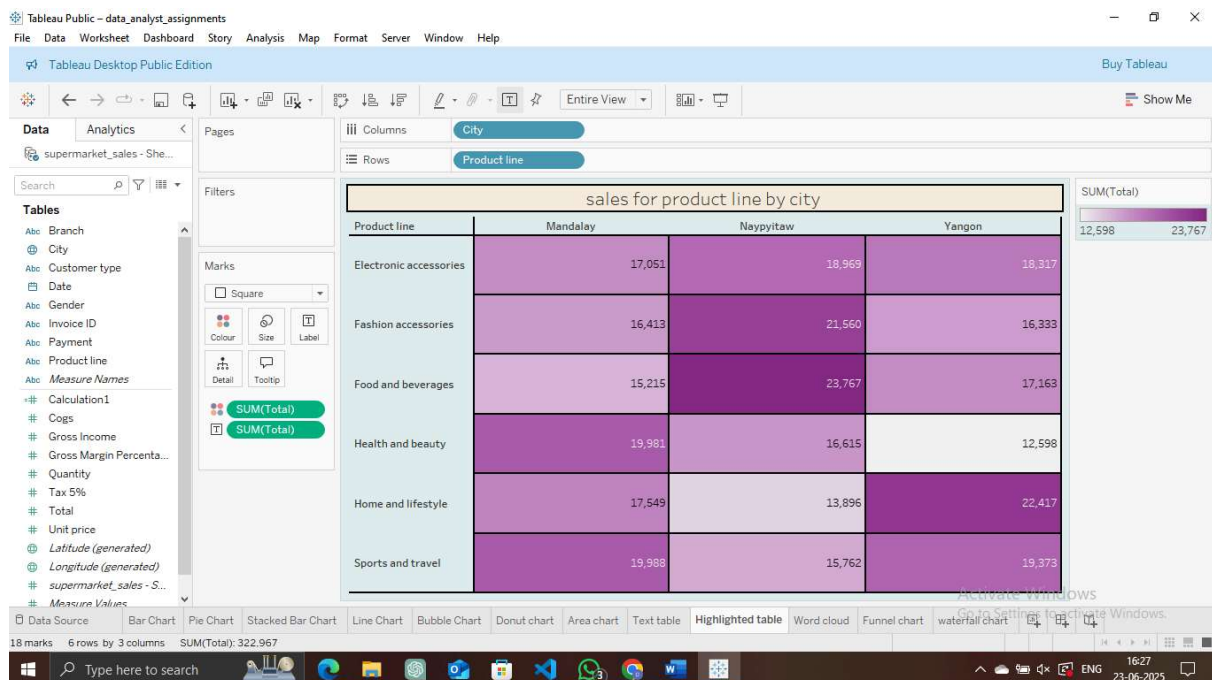 Tableau Public – data_analyst_assignments
File Data Worksheet Dashboard Story Analysis Map Format Server Window Help
Tableau Desktop Public Edition Buy Tableau
Entire View Show Me
Data Analytics
supermarket_sales - She...
Search
Tables
Abc Branch
City
Abc Customer type
Date
Abc Gender
Abc Invoice ID
Abc Payment
Abc Product line
Abc Measure Names
=# Calculation1
# Cogs
# Gross Income
# Gross Margin Percenta...
# Quantity
# Tax 5%
# Total
# Unit price
Latitude (generated)
Longitude (generated)
# supermarket_sales - S...
# Measure Values
Pages
Filters
Marks
Square
Colour Size Label
Detail Tooltip
SUM(Total)
SUM(Total)
Columns City
Rows Product line
sales for product line by city
Product line Mandalay Naypyitaw Yangon
Electronic accessories 17,051 18,969 18,317
Fashion accessories 16,413 21,560 16,333
Food and beverages 15,215 23,767 17,163
Health and beauty 19,981 16,615 12,598
Home and lifestyle 17,549 13,896 22,417
Sports and travel 19,988 15,762 19,373
SUM(Total)
12,598 23,767
Activate Windows
Go to Settings to activate Windows.
Data Source Bar Chart Pie Chart Stacked Bar Chart Line Chart Bubble Chart Donut chart Area chart Text table Highlighted table Word cloud Funnel chart waterfall chart
18 marks 6 rows by 3 columns SUM(Total): 322.967
Type here to search
ENG 16:27
23-06-2025